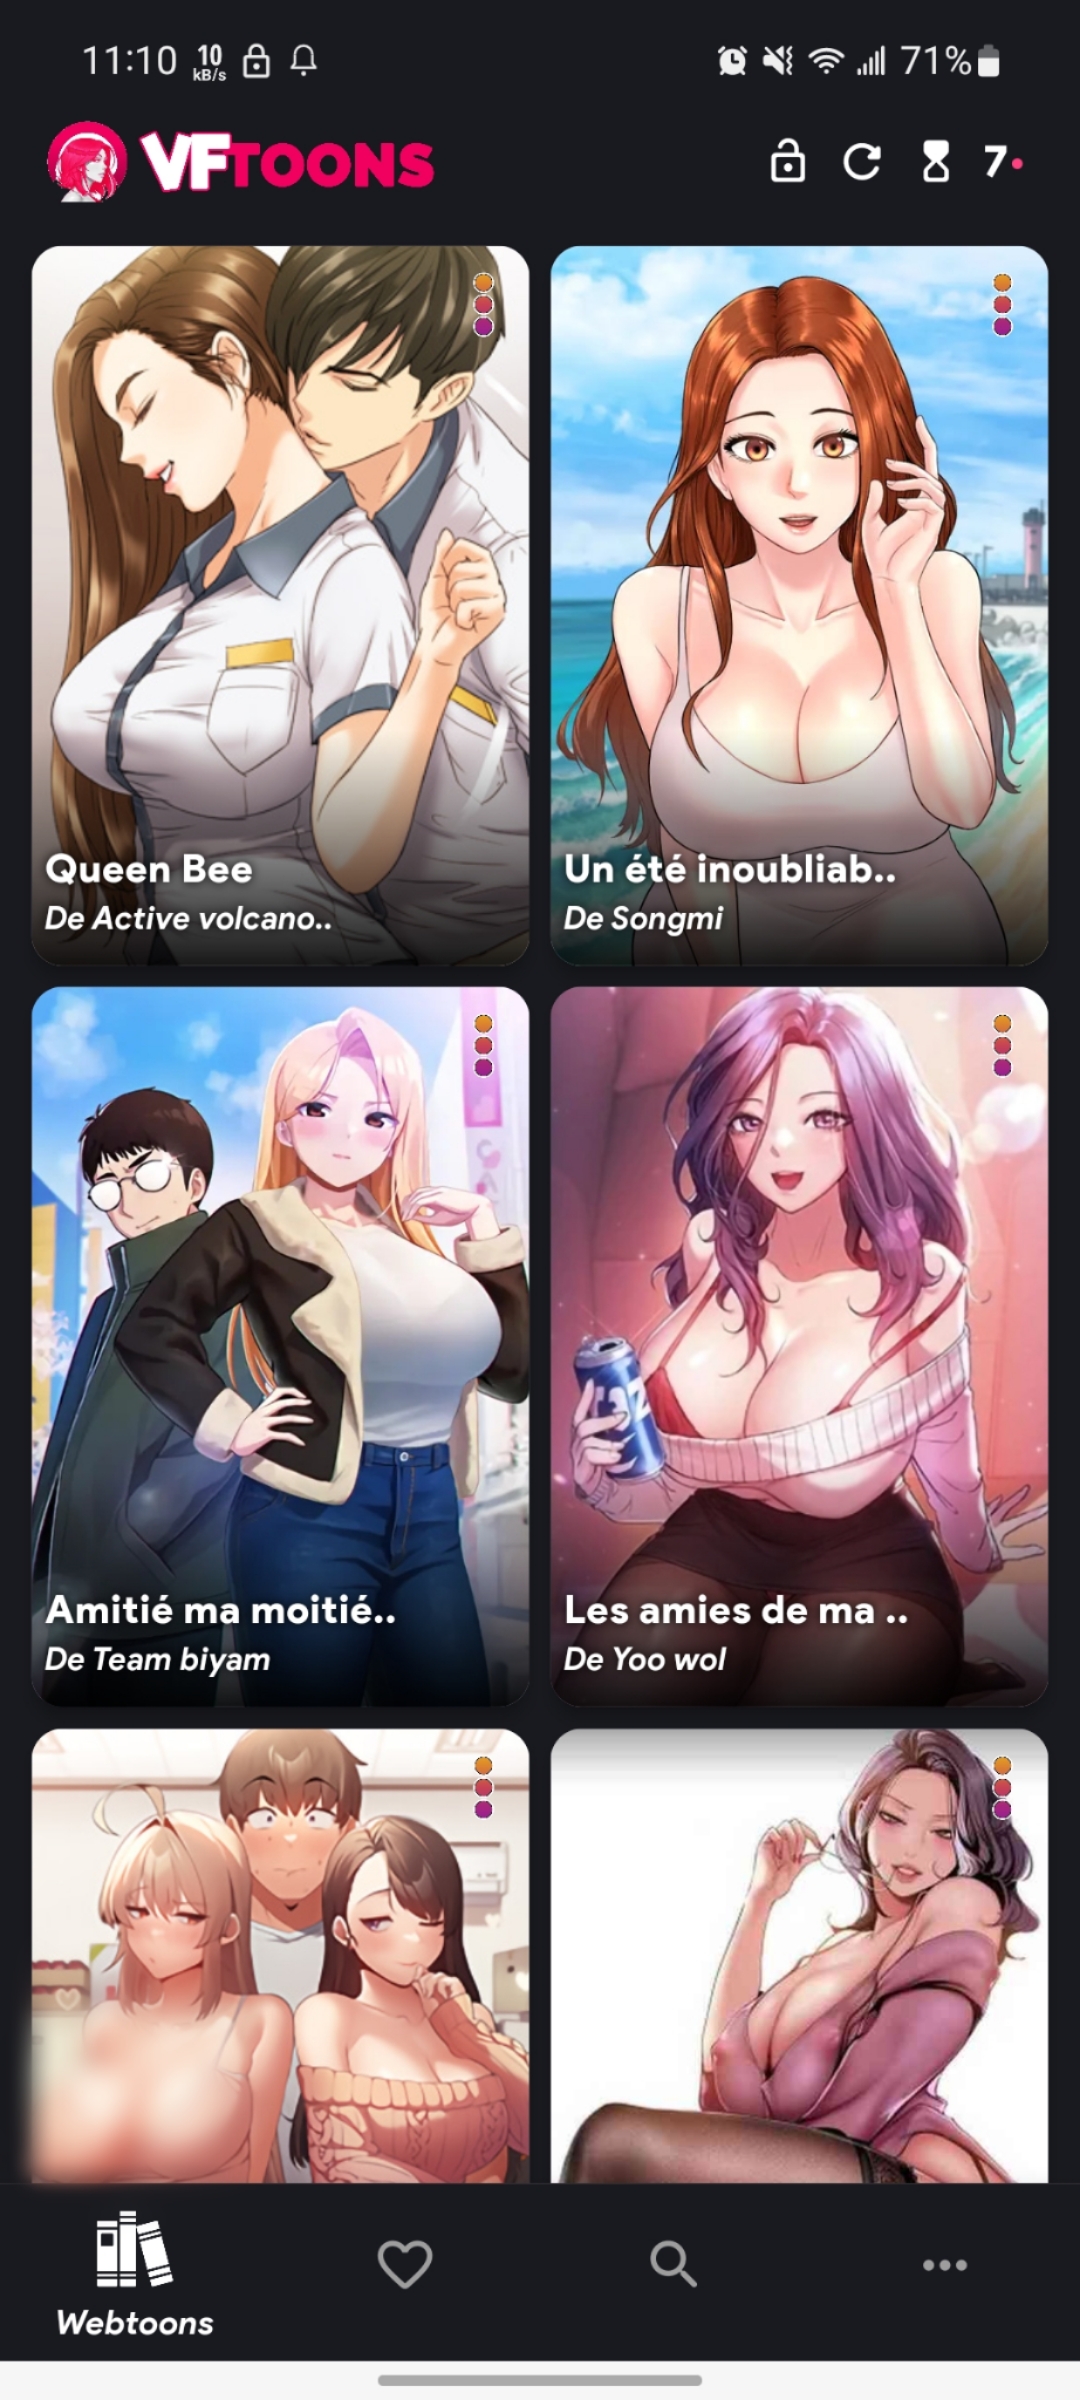 11:10 10 kB/s 71%
VFTOONS
7
Queen Bee
De Active volcano..
Un été inoubliab..
De Songmi
Amitié ma moitié..
De Team biyam
Les amies de ma ..
De Yoo wol
Webtoons